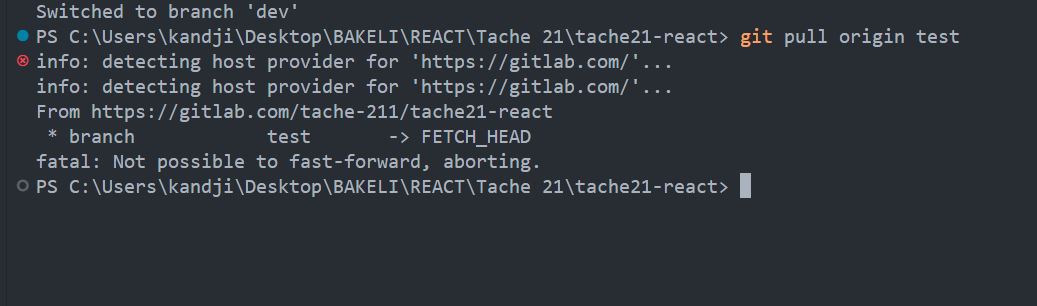 Switched to branch 'dev'
PS C:\Users\kandji\Desktop\BAKELI\REACT\Tache 21\tache21-react> git pull origin test
info: detecting host provider for 'https://gitlab.com/'...
info: detecting host provider for 'https://gitlab.com/'...
From https://gitlab.com/tache-211/tache21-react
 * branch            test       -> FETCH_HEAD
fatal: Not possible to fast-forward, aborting.
PS C:\Users\kandji\Desktop\BAKELI\REACT\Tache 21\tache21-react>